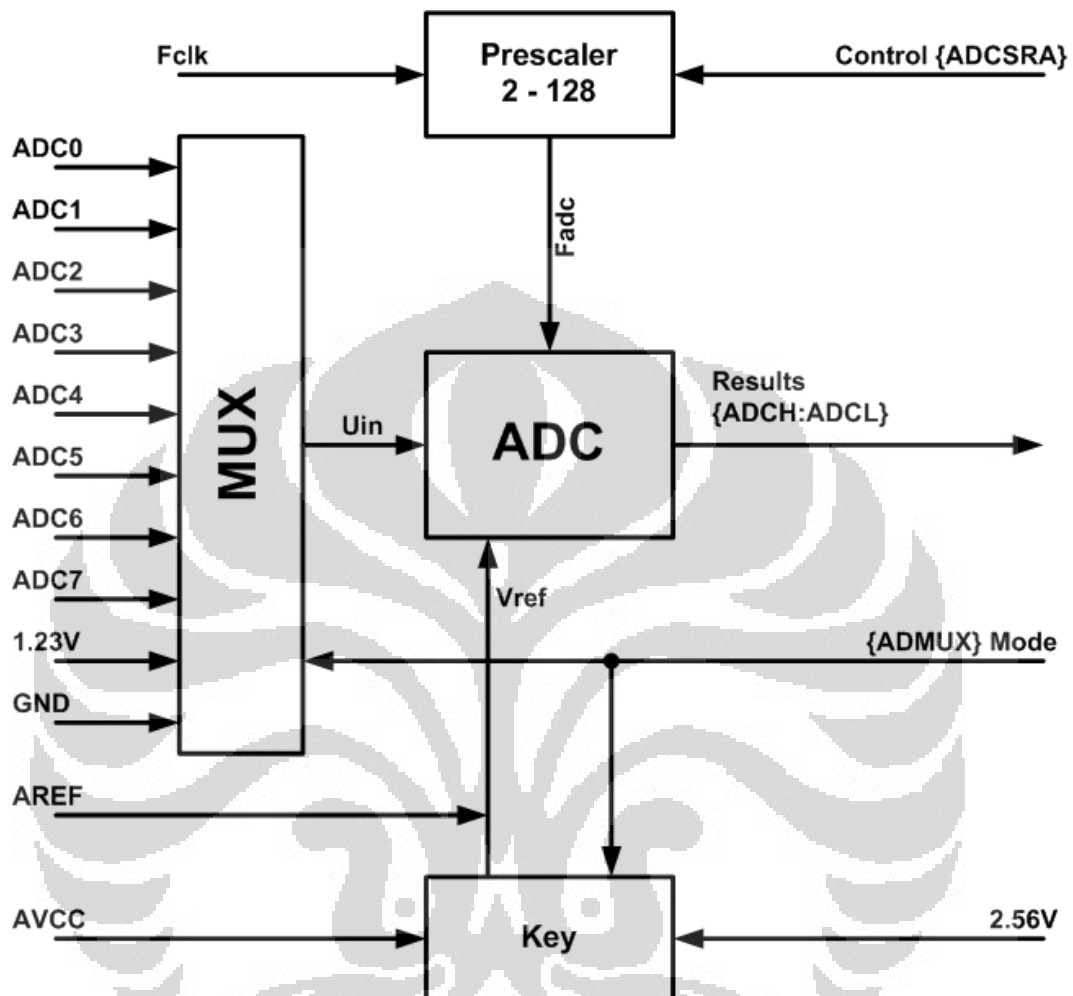 Fclk
Prescaler
2 - 128
Control {ADCSRA}
ADC0
ADC1
ADC2
ADC3
ADC4
ADC5
ADC6
ADC7
1.23V
GND
AREF
AVCC
MUX
Fadc
Uin
ADC
Results
{ADCH:ADCL}
Vref
{ADMUX} Mode
Key
2.56V